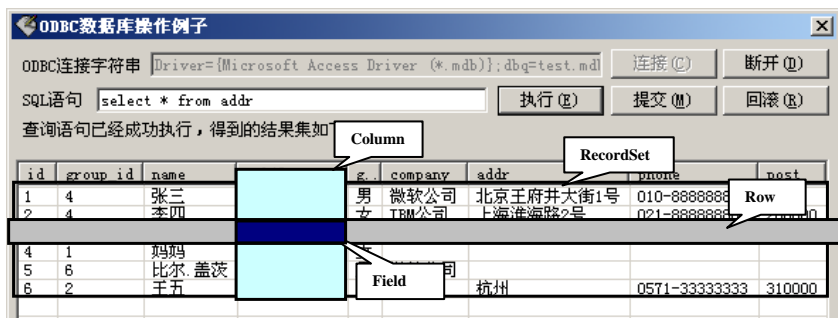 ODBC数据库操作例子
ODBC连接字符串 Driver={Microsoft Access Driver (*.mdb)};dbq=test.md 连接(C) 断开(D)
SQL语句 select * from addr 执行(E) 提交(M) 回滚(R)
查询语句已经成功执行，得到的结果集如
Column
RecordSet
id group_id name g.. company addr phone post
1 4 张三 男 微软公司 北京王府井大街1号 010-8888888
Row
2 4 李四 女 IBM公司 上海淮海路2号 021-8888888
4 1 妈妈
5 6 比尔.盖茨
Field
6 2 王五 杭州 0571-33333333 310000